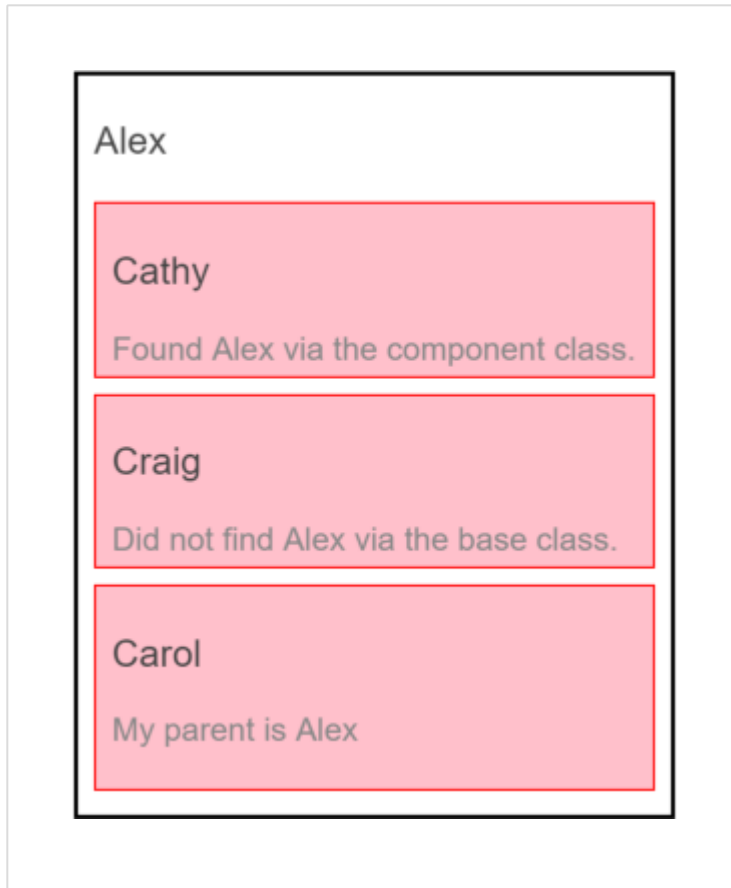 Alex
Cathy
Found Alex via the component class.
Craig
Did not find Alex via the base class.
Carol
My parent is Alex